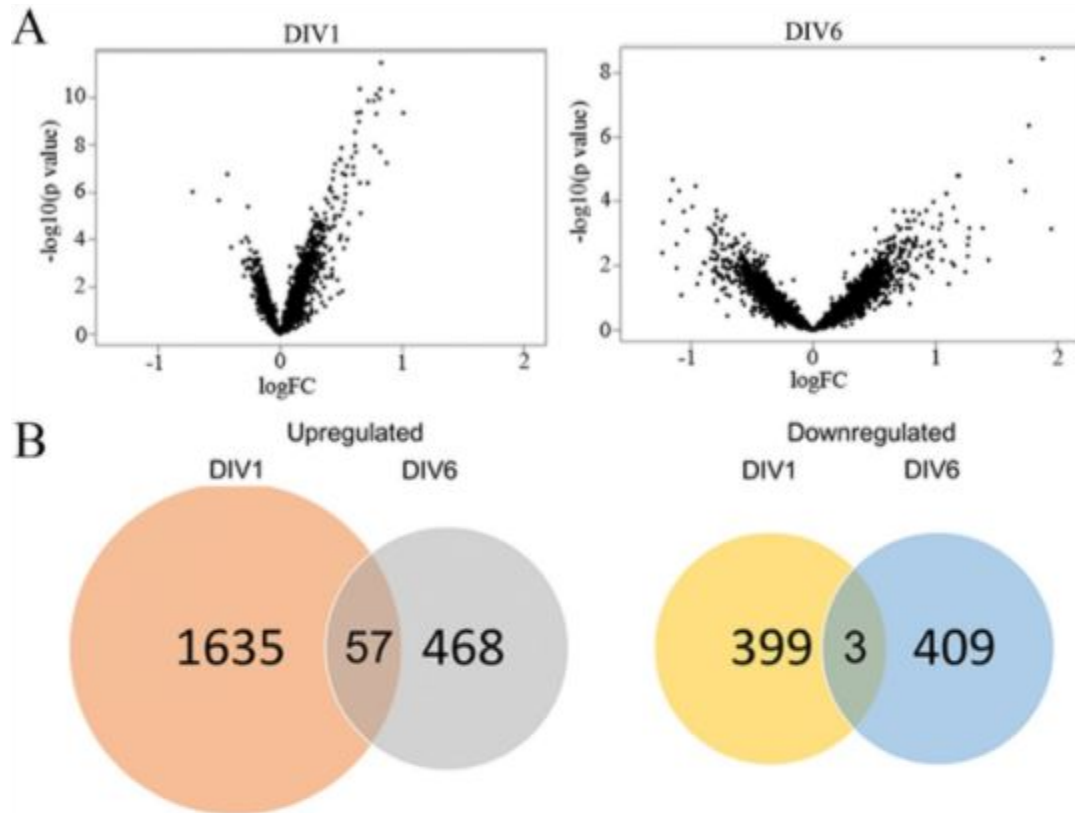 A
DIV1
-log10(p value)
10
8
6
4
2
0
-1 0 1 2
logFC
DIV6
-log10(p value)
8
6
4
2
0
-1 0 1 2
logFC
B
Upregulated
DIV1 DIV6
1635 57 468
Downregulated
DIV1 DIV6
399 3 409